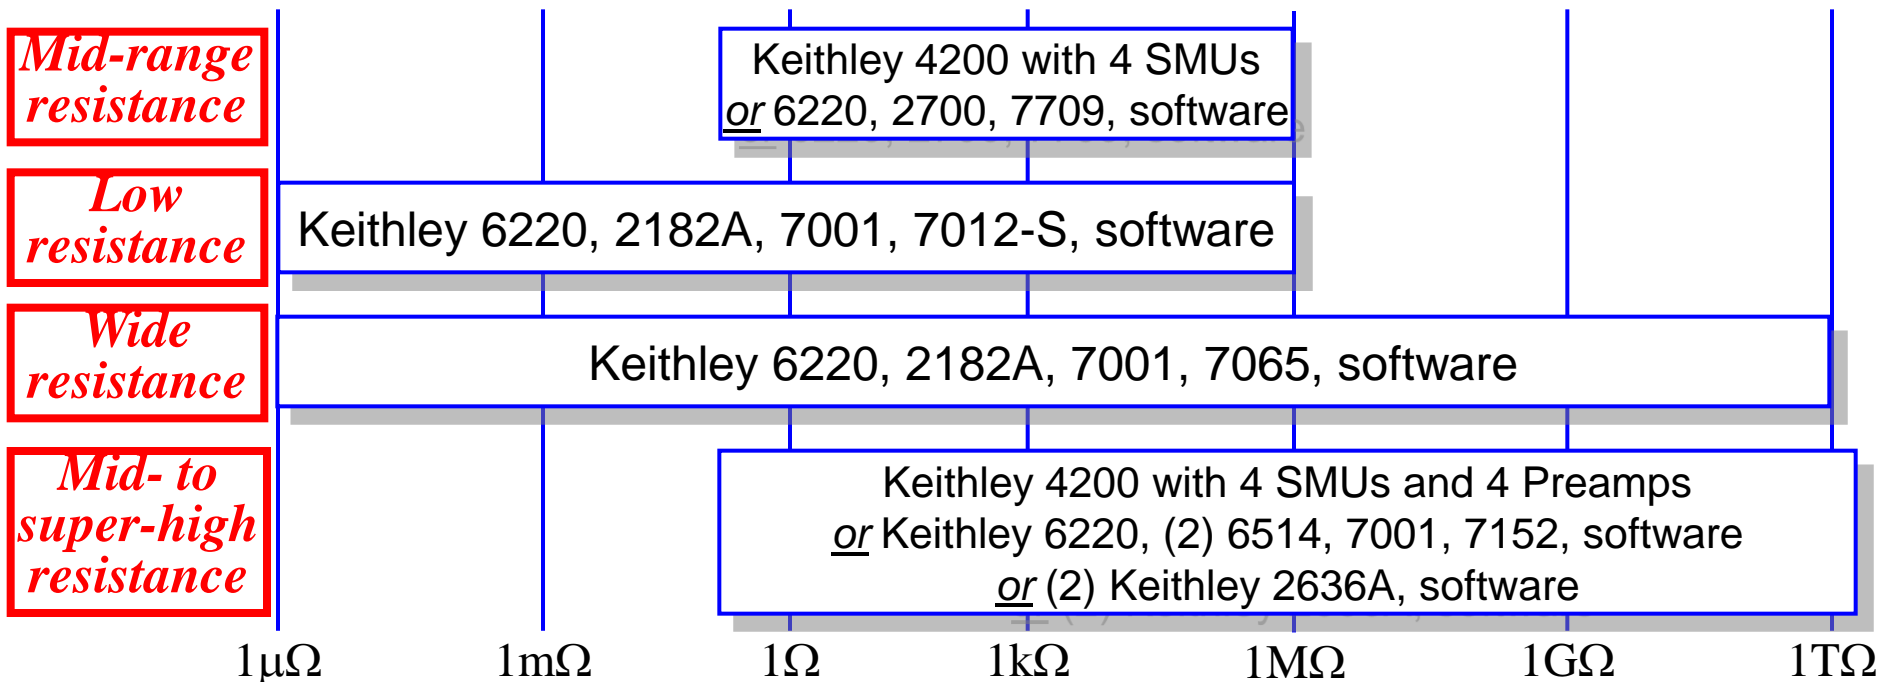 Mid-range
resistance
Keithley 4200 with 4 SMUs
or 6220, 2700, 7709, software
Low
resistance
Keithley 6220, 2182A, 7001, 7012-S, software
Wide
resistance
Keithley 6220, 2182A, 7001, 7065, software
Mid- to
super-high
resistance
Keithley 4200 with 4 SMUs and 4 Preamps
or Keithley 6220, (2) 6514, 7001, 7152, software
or (2) Keithley 2636A, software
1μΩ 1mΩ 1Ω 1kΩ 1MΩ 1GΩ 1TΩ